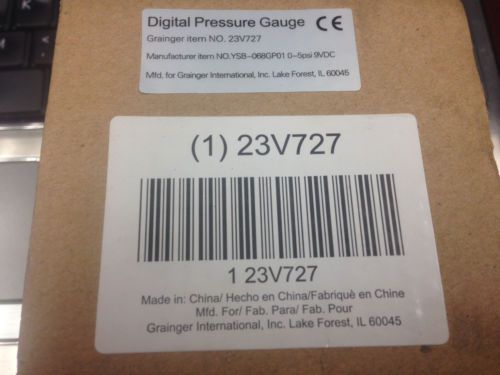 Digital Pressure Gauge CE
Grainger item NO. 23V727
Manufacturer item NO.YSB-068GP01 0-5psi 9VDC
Mfd. for Grainger International, Inc. Lake Forest, IL 60045
(1) 23V727
1 23V727
Made in: China/ Hecho en China/Fabriquè en Chine
Mfd. For/ Fab. Para/ Fab. Pour
Grainger International, Inc. Lake Forest, IL 60045